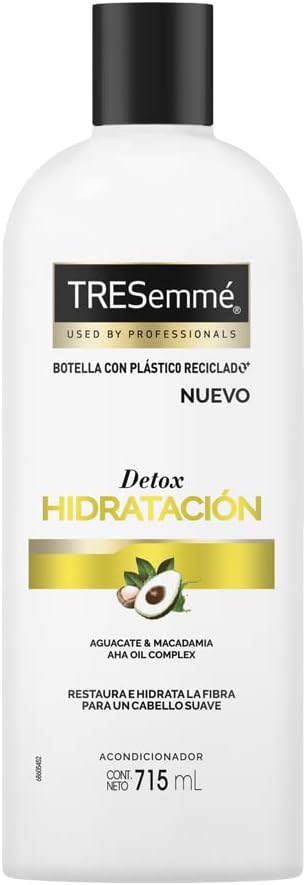 TRESemmé®
USED BY PROFESSIONALS
BOTELLA CON PLÁSTICO RECICLADO+
NUEVO
Detox
HIDRATACIÓN
AGUACATE & MACADAMIA
AHA OIL COMPLEX
RESTAURA E HIDRATA LA FIBRA
PARA UN CABELLO SUAVE
ACONDICIONADOR
CONT. NETO 715 mL
68605452